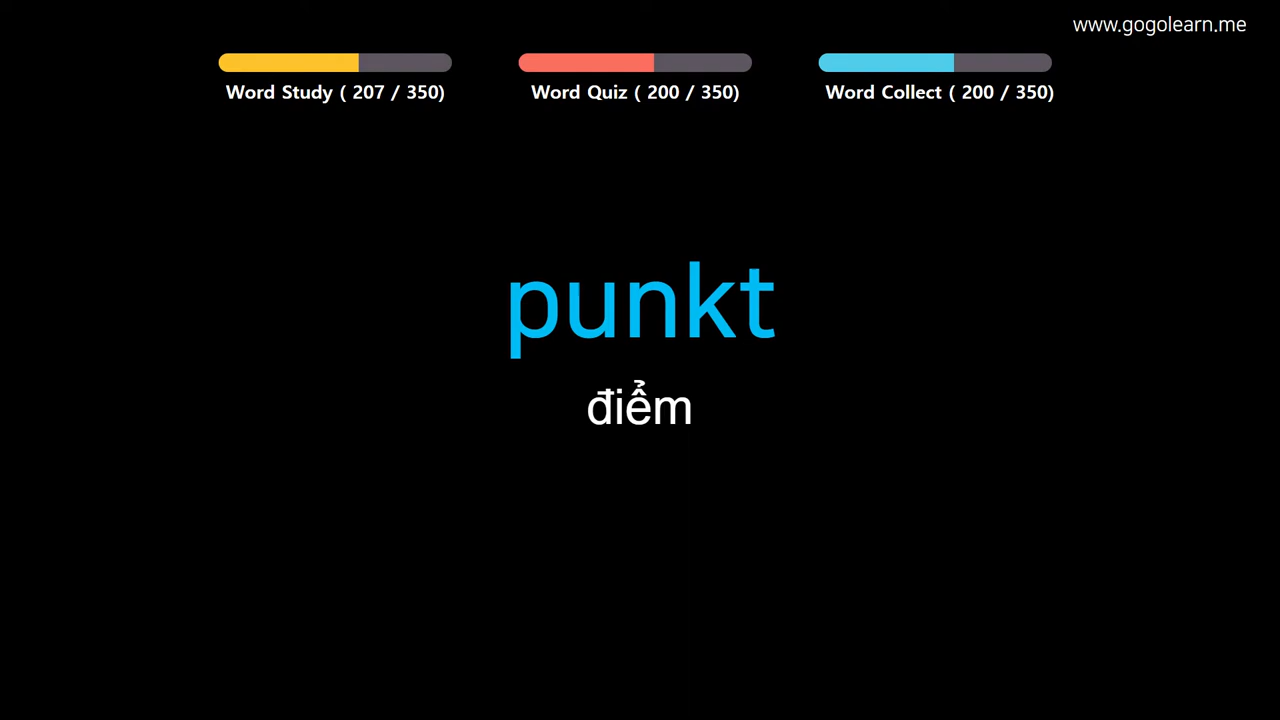 www.gogolearn.me
Word Study ( 207 / 350)
Word Quiz ( 200 / 350)
Word Collect ( 200 / 350)
punkt
điểm